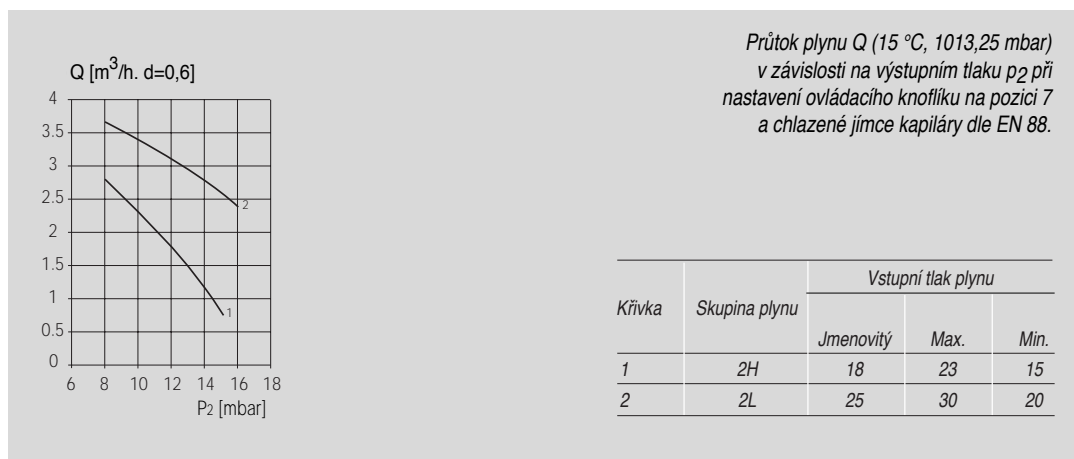 Průtok plynu Q (15 °C, 1013,25 mbar)
v závislosti na výstupním tlaku p2 při
nastavení ovládacího knoflíku na pozici 7
a chlazené jímce kapiláry dle EN 88.
Q [m3/h. d=0,6]
4
3.5
3
2.5
2
1.5
1
0.5
0
2
1
6 8 10 12 14 16 18
P2 [mbar]
Vstupní tlak plynu
Křivka Skupina plynu
Jmenovitý Max. Min.
1 2H 18 23 15
2 2L 25 30 20